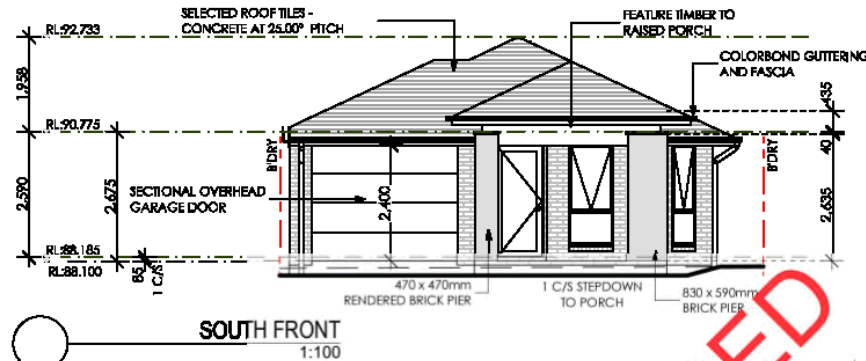 SELECTED ROOF TILES -
CONCRETE AT 25.00° PITCH
FEATURE TIMBER TO
RAISED PORCH
COLORBOND GUTTERING
AND FASCIA
RL:92.733
1.958
435
RL:90.775
40
B'DRY
B'DRY
2.590
2,675
SECTIONAL OVERHEAD
GARAGE DOOR
2,400
2,635
RL:88.185
RL:88.100
85
1 C/S
470 x 470mm
RENDERED BRICK PIER
1 C/S STEPDOWN
TO PORCH
830 x 590mm
BRICK PIER
SOUTH FRONT
1:100
ED